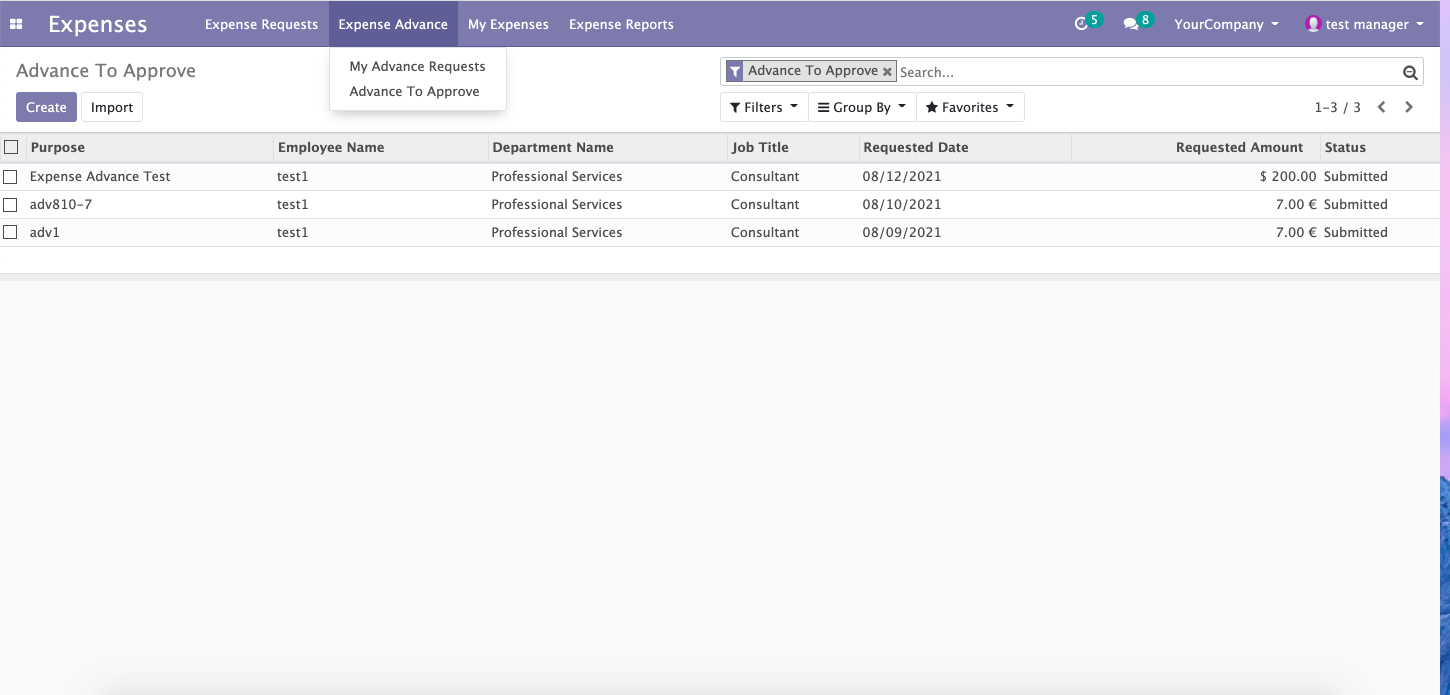 Expenses Expense Requests Expense Advance My Expenses Expense Reports 5 8 YourCompany test manager
My Advance Requests
Advance To Approve
Advance To Approve
Advance To Approve Search...
Create Import Filters Group By Favorites 1-3 / 3
Purpose Employee Name Department Name Job Title Requested Date Requested Amount Status
Expense Advance Test test1 Professional Services Consultant 08/12/2021 $ 200.00 Submitted
adv810-7 test1 Professional Services Consultant 08/10/2021 7.00 € Submitted
adv1 test1 Professional Services Consultant 08/09/2021 7.00 € Submitted